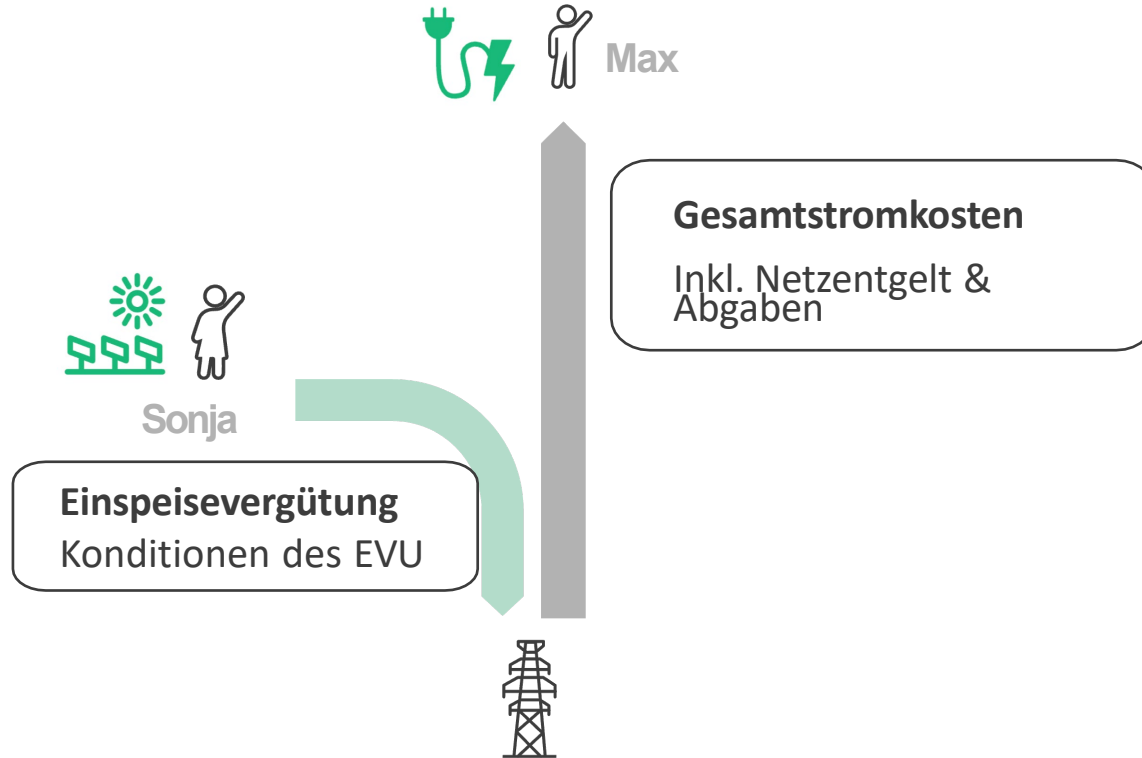 Max
Gesamtstromkosten
Inkl. Netzentgelt &
Abgaben
Sonja
Einspeisevergütung
Konditionen des EVU